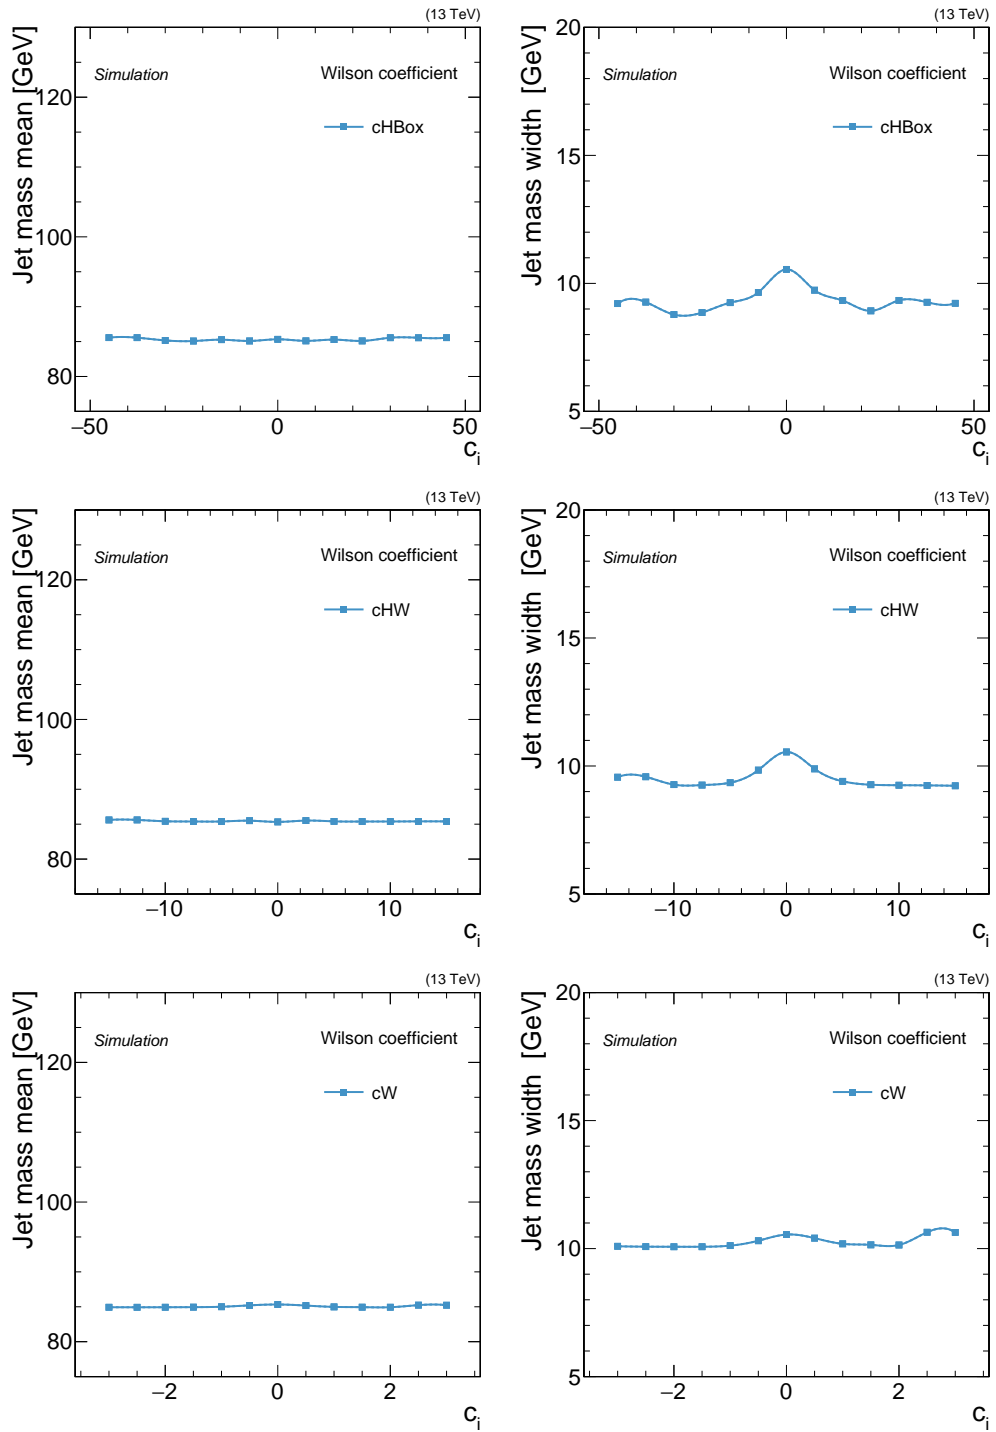 (13 TeV)
Jet mass mean [GeV]
Simulation
Wilson coefficient
cHBox
120
100
80
−50
0
50
c_i
(13 TeV)
Jet mass width [GeV]
Simulation
Wilson coefficient
cHBox
20
15
10
5
−50
0
50
c_i
(13 TeV)
Jet mass mean [GeV]
Simulation
Wilson coefficient
cHW
120
100
80
−10
0
10
c_i
(13 TeV)
Jet mass width [GeV]
Simulation
Wilson coefficient
cHW
20
15
10
5
−10
0
10
c_i
(13 TeV)
Jet mass mean [GeV]
Simulation
Wilson coefficient
cW
120
100
80
−2
0
2
c_i
(13 TeV)
Jet mass width [GeV]
Simulation
Wilson coefficient
cW
20
15
10
5
−2
0
2
c_i